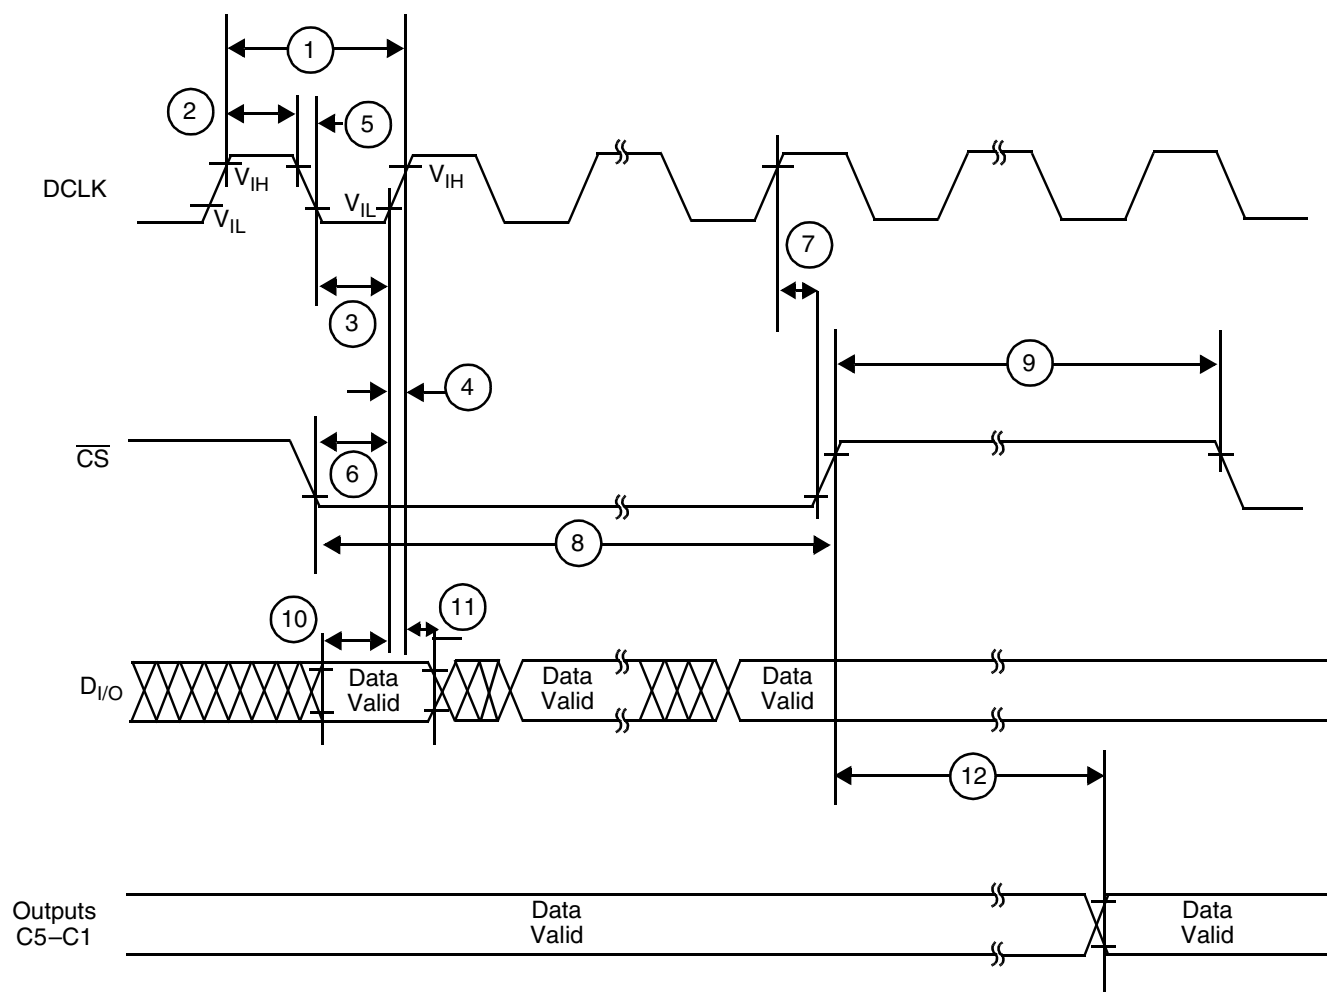 1
2
5
DCLK
VIH
VIL
VIL
VIH
7
3
4
9
CS
6
8
10
11
DI/O
Data
Valid
Data
Valid
Data
Valid
12
Outputs
C5–C1
Data
Valid
Data
Valid